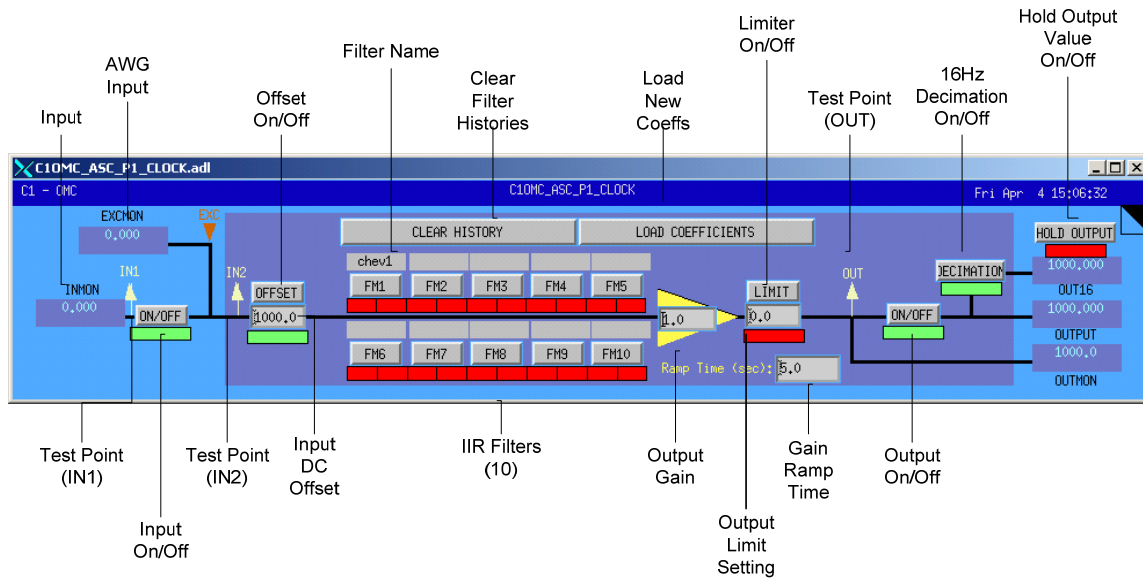 Hold Output
Value
On/Off
Limiter
On/Off
Filter Name
AWG
Input
Clear
Filter
Histories
Load
New
Coeffs
16Hz
Decimation
On/Off
Input
Offset
On/Off
Test Point
(OUT)
C1OMC_ASC_P1_CLOCK.adl
C1 - OMC
C1OMC_ASC_P1_CLOCK
Fri Apr 4 15:06:32
EXCMON
0.000
EXC
CLEAR HISTORY
LOAD COEFFICIENTS
HOLD OUTPUT
chev1
IN1
IN2
OUT
DECIMATION
1000.000
OUT16
INMON
0.000
OFFSET
FM1
FM2
FM3
FM4
FM5
LIMIT
ON/OFF
1000.0
1.0
0.0
ON/OFF
1000.000
OUTPUT
FM6
FM7
FM8
FM9
FM10
Ramp Time (sec):
5.0
1000.0
OUTMON
Test Point
(IN1)
Test Point
(IN2)
Input
DC
Offset
IIR Filters
(10)
Output
Gain
Gain
Ramp
Time
Output
On/Off
Input
On/Off
Output
Limit
Setting